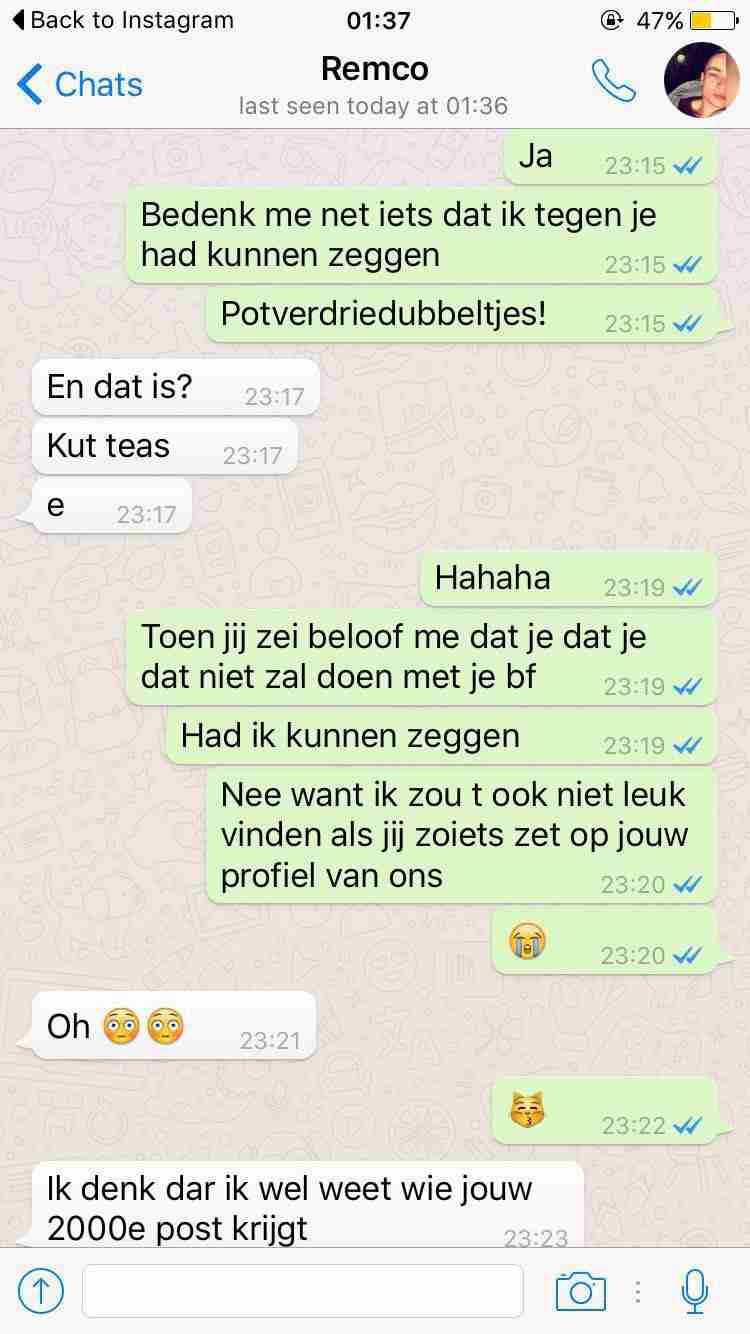 Back to Instagram 01:37 47%
Chats Remco
last seen today at 01:36
Ja 23:15
Bedenk me net iets dat ik tegen je
had kunnen zeggen 23:15
Potverdriedubbeltjes! 23:15
En dat is? 23:17
Kut teas 23:17
e 23:17
Hahaha 23:19
Toen jij zei beloof me dat je dat je
dat niet zal doen met je bf 23:19
Had ik kunnen zeggen 23:19
Nee want ik zou t ook niet leuk
vinden als jij zoiets zet op jouw
profiel van ons 23:20
😭 23:20
Oh 😳😳 23:21
😽 23:22
Ik denk dar ik wel weet wie jouw
2000e post krijgt 23:23